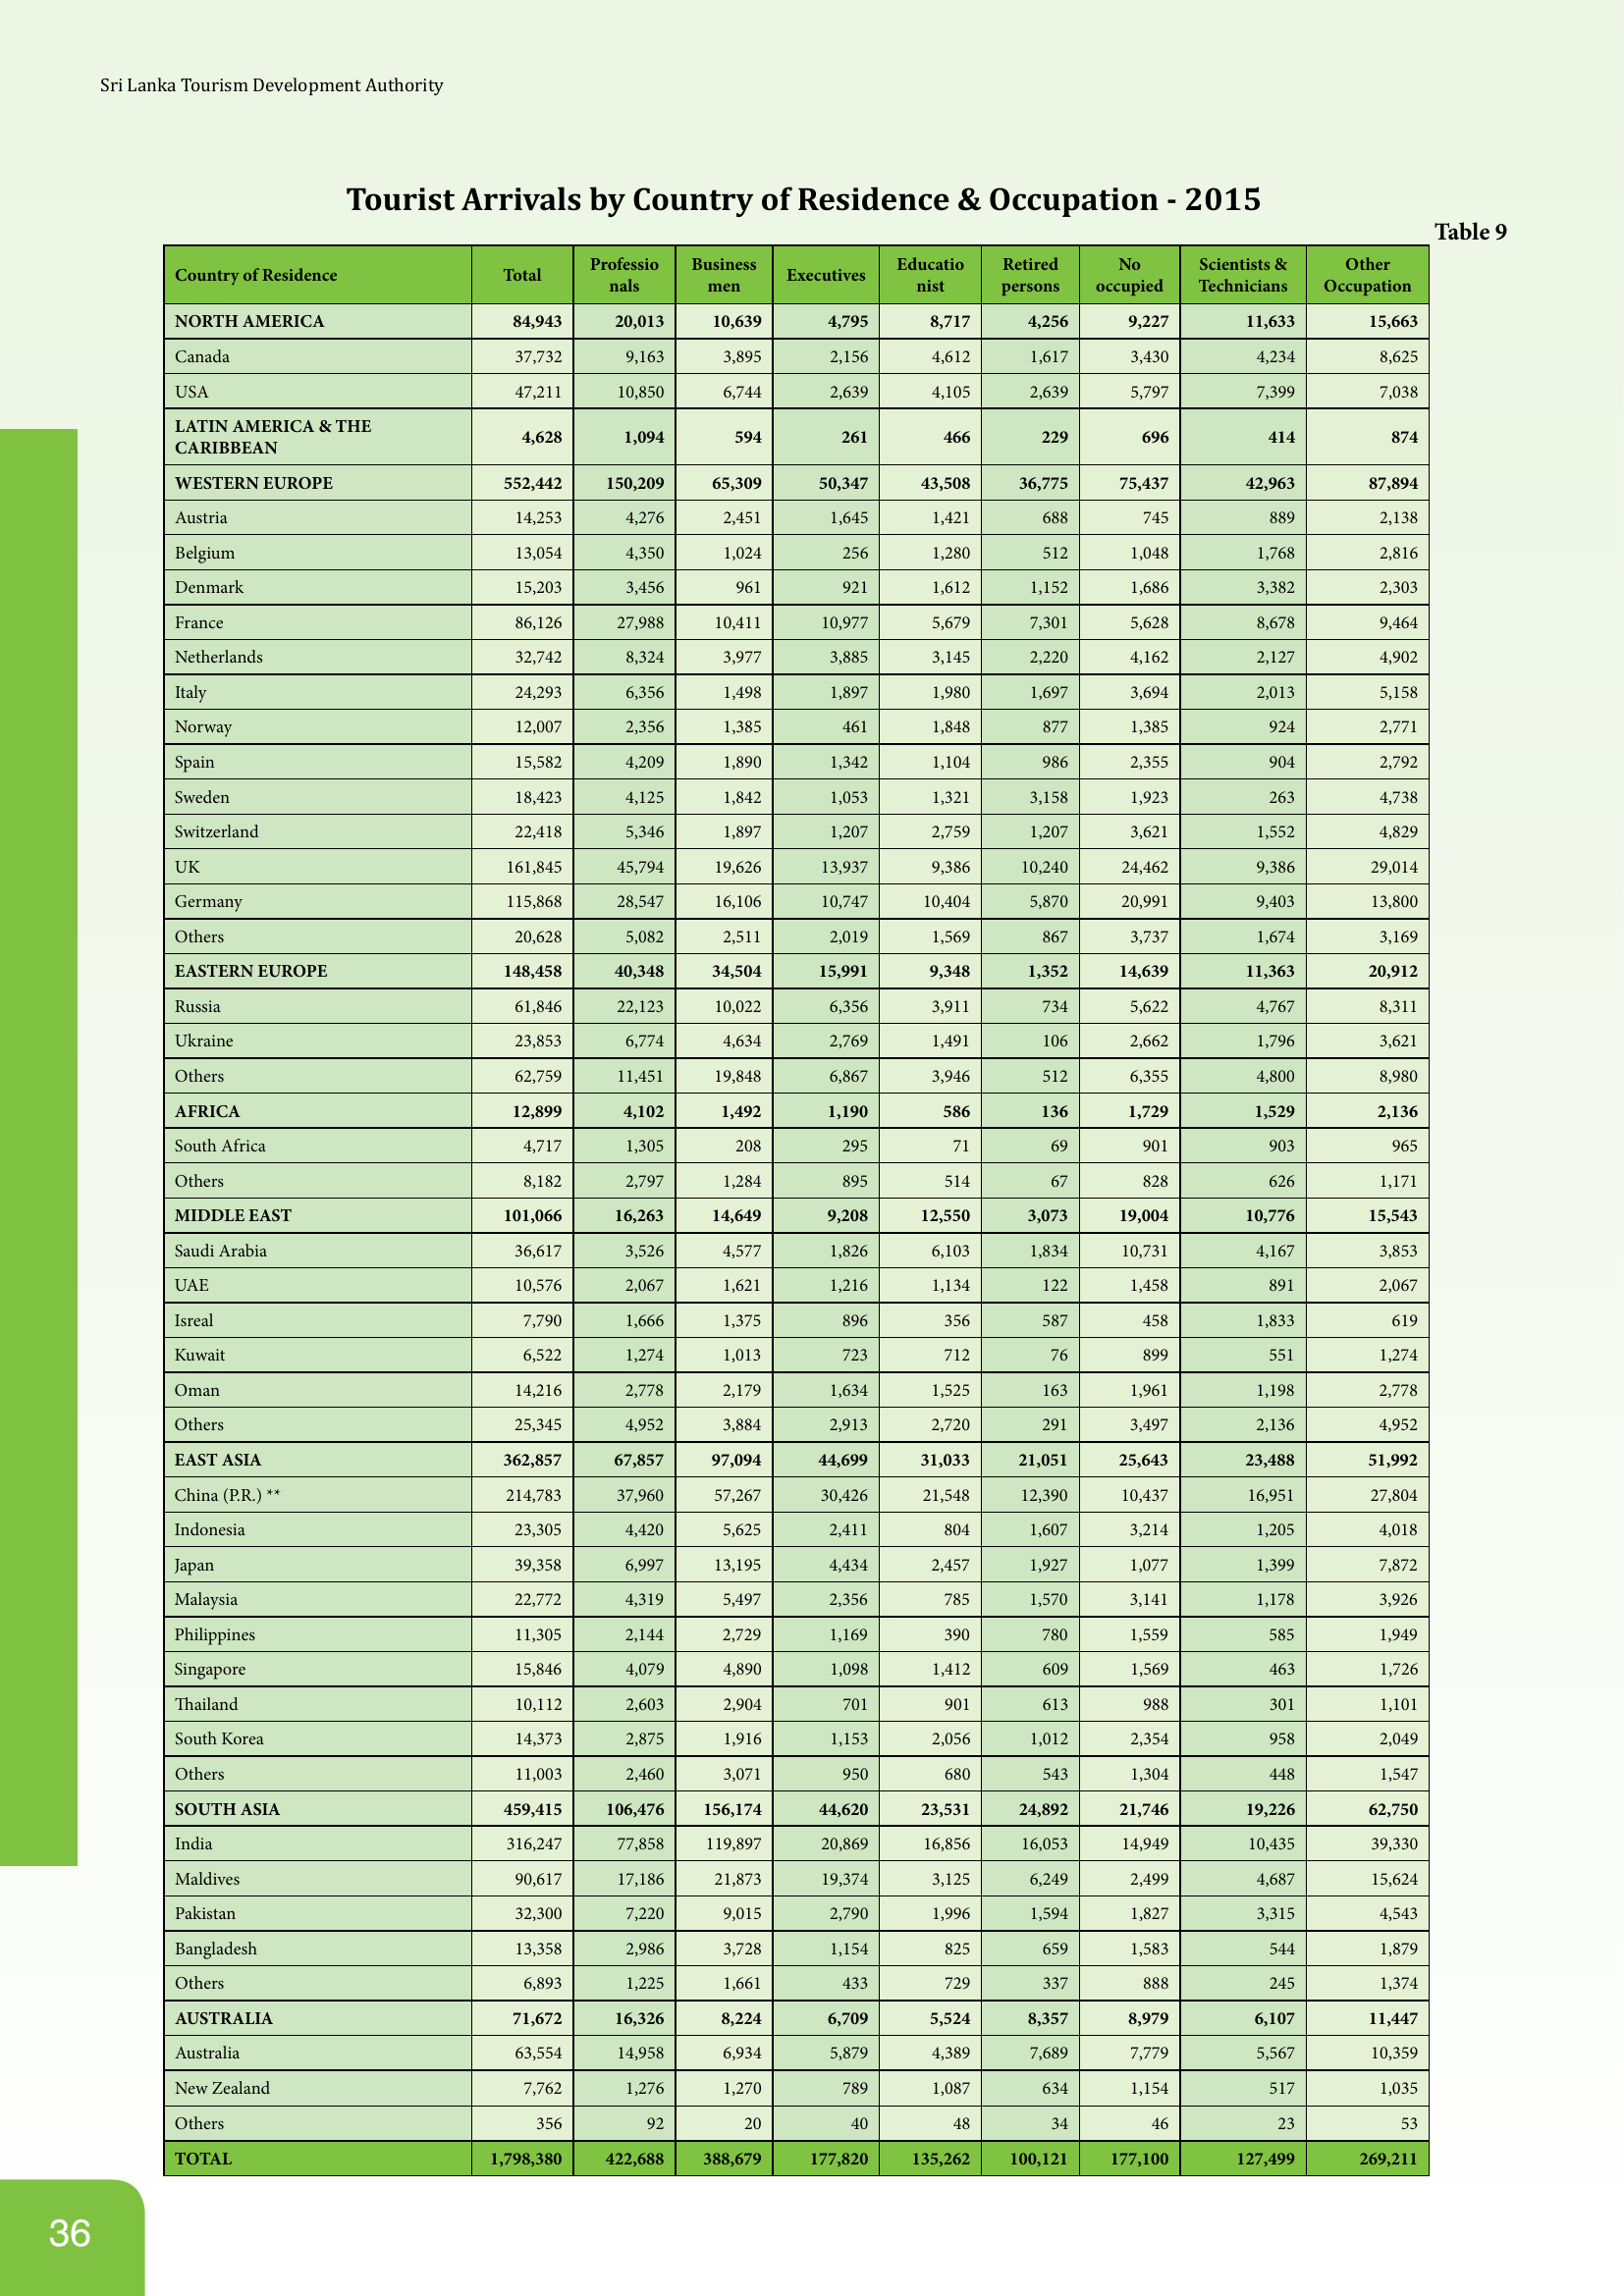 Sri Lanka Tourism Development Authority
Tourist Arrivals by Country of Residence & Occupation - 2015
Table 9
Country of Residence Total Professio nals Business men Executives Educatio nist Retired persons No occupied Scientists & Technicians Other Occupation
NORTH AMERICA 84,943 20,013 10,639 4,795 8,717 4,256 9,227 11,633 15,663
Canada 37,732 9,163 3,895 2,156 4,612 1,617 3,430 4,234 8,625
USA 47,211 10,850 6,744 2,639 4,105 2,639 5,797 7,399 7,038
LATIN AMERICA & THE CARIBBEAN 4,628 1,094 594 261 466 229 696 414 874
WESTERN EUROPE 552,442 150,209 65,309 50,347 43,508 36,775 75,437 42,963 87,894
Austria 14,253 4,276 2,451 1,645 1,421 688 745 889 2,138
Belgium 13,054 4,350 1,024 256 1,280 512 1,048 1,768 2,816
Denmark 15,203 3,456 961 921 1,612 1,152 1,686 3,382 2,303
France 86,126 27,988 10,411 10,977 5,679 7,301 5,628 8,678 9,464
Netherlands 32,742 8,324 3,977 3,885 3,145 2,220 4,162 2,127 4,902
Italy 24,293 6,356 1,498 1,897 1,980 1,697 3,694 2,013 5,158
Norway 12,007 2,356 1,385 461 1,848 877 1,385 924 2,771
Spain 15,582 4,209 1,890 1,342 1,104 986 2,355 904 2,792
Sweden 18,423 4,125 1,842 1,053 1,321 3,158 1,923 263 4,738
Switzerland 22,418 5,346 1,897 1,207 2,759 1,207 3,621 1,552 4,829
UK 161,845 45,794 19,626 13,937 9,386 10,240 24,462 9,386 29,014
Germany 115,868 28,547 16,106 10,747 10,404 5,870 20,991 9,403 13,800
Others 20,628 5,082 2,511 2,019 1,569 867 3,737 1,674 3,169
EASTERN EUROPE 148,458 40,348 34,504 15,991 9,348 1,352 14,639 11,363 20,912
Russia 61,846 22,123 10,022 6,356 3,911 734 5,622 4,767 8,311
Ukraine 23,853 6,774 4,634 2,769 1,491 106 2,662 1,796 3,621
Others 62,759 11,451 19,848 6,867 3,946 512 6,355 4,800 8,980
AFRICA 12,899 4,102 1,492 1,190 586 136 1,729 1,529 2,136
South Africa 4,717 1,305 208 295 71 69 901 903 965
Others 8,182 2,797 1,284 895 514 67 828 626 1,171
MIDDLE EAST 101,066 16,263 14,649 9,208 12,550 3,073 19,004 10,776 15,543
Saudi Arabia 36,617 3,526 4,577 1,826 6,103 1,834 10,731 4,167 3,853
UAE 10,576 2,067 1,621 1,216 1,134 122 1,458 891 2,067
Isreal 7,790 1,666 1,375 896 356 587 458 1,833 619
Kuwait 6,522 1,274 1,013 723 712 76 899 551 1,274
Oman 14,216 2,778 2,179 1,634 1,525 163 1,961 1,198 2,778
Others 25,345 4,952 3,884 2,913 2,720 291 3,497 2,136 4,952
EAST ASIA 362,857 67,857 97,094 44,699 31,033 21,051 25,643 23,488 51,992
China (P.R.) ** 214,783 37,960 57,267 30,426 21,548 12,390 10,437 16,951 27,804
Indonesia 23,305 4,420 5,625 2,411 804 1,607 3,214 1,205 4,018
Japan 39,358 6,997 13,195 4,434 2,457 1,927 1,077 1,399 7,872
Malaysia 22,772 4,319 5,497 2,356 785 1,570 3,141 1,178 3,926
Philippines 11,305 2,144 2,729 1,169 390 780 1,559 585 1,949
Singapore 15,846 4,079 4,890 1,098 1,412 609 1,569 463 1,726
Thailand 10,112 2,603 2,904 701 901 613 988 301 1,101
South Korea 14,373 2,875 1,916 1,153 2,056 1,012 2,354 958 2,049
Others 11,003 2,460 3,071 950 680 543 1,304 448 1,547
SOUTH ASIA 459,415 106,476 156,174 44,620 23,531 24,892 21,746 19,226 62,750
India 316,247 77,858 119,897 20,869 16,856 16,053 14,949 10,435 39,330
Maldives 90,617 17,186 21,873 19,374 3,125 6,249 2,499 4,687 15,624
Pakistan 32,300 7,220 9,015 2,790 1,996 1,594 1,827 3,315 4,543
Bangladesh 13,358 2,986 3,728 1,154 825 659 1,583 544 1,879
Others 6,893 1,225 1,661 433 729 337 888 245 1,374
AUSTRALIA 71,672 16,326 8,224 6,709 5,524 8,357 8,979 6,107 11,447
Australia 63,554 14,958 6,934 5,879 4,389 7,689 7,779 5,567 10,359
New Zealand 7,762 1,276 1,270 789 1,087 634 1,154 517 1,035
Others 356 92 20 40 48 34 46 23 53
TOTAL 1,798,380 422,688 388,679 177,820 135,262 100,121 177,100 127,499 269,211
36